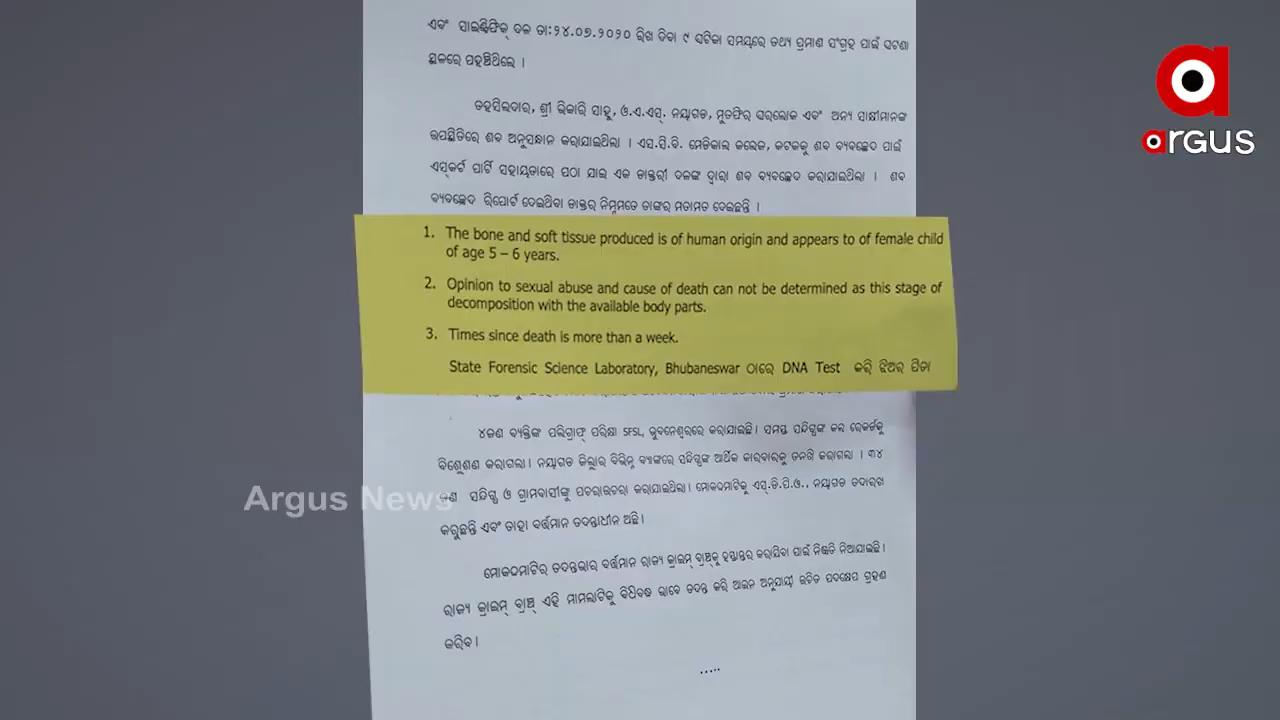 ଏବଂ ସାଇଣ୍ଟିଫିକ୍ ଦଳ ତା:୨୪.୦୭.୨୦୨୦ ରିଖ ଦିବା ୯ ଘଟିକା ସମୟରେ ତଥ୍ୟ ପ୍ରମାଣ ସଂଗ୍ରହ ପାଇଁ ଘଟଣା
ସ୍ଥଳରେ ପହଞ୍ଚିଥିଲେ ।
ତହସିଲଦାର, ଶ୍ରୀ ଭିକାରି ସାହୁ, ଓ.ଏ.ଏସ୍. ନୟାଗଡ, ମୃତଙ୍କର ଏବଂ ଅନ୍ୟ ସାକ୍ଷୀମାନଙ୍କ
ଉପସ୍ଥିତିରେ ଶବ ଅନୁସନ୍ଧାନ କରାଯାଇଥିଲା । ଏସ.ସି.ବି. ମେଡିକାଲ କଲେଜ, କଟକକୁ ଶବ ବ୍ୟବଚ୍ଛେଦ ପାଇଁ
ଏସ୍କର୍ଟ ପାର୍ଟି ସହାୟତାରେ ପଠା ଯାଇ ଏକ ଡାକ୍ତରୀ ଦଳଙ୍କ ଦ୍ୱାରା ଶବ ବ୍ୟବଚ୍ଛେଦ କରାଯାଇଥିଲା । ଶବ
ବ୍ୟବଚ୍ଛେଦ ରିପୋର୍ଟ ଦେଇଥିବା ଡାକ୍ତର ନିମ୍ନମତେ ତାଙ୍କର ମତାମତ ଦେଇଛନ୍ତି ।
1. The bone and soft tissue produced is of human origin and appears to of female child
of age 5 – 6 years.
2. Opinion to sexual abuse and cause of death can not be determined as this stage of
decomposition with the available body parts.
3. Times since death is more than a week.
State Forensic Science Laboratory, Bhubaneswar ଠାରେ DNA Test କରି ଝିଅର ପିତା
୪ଜଣ ବ୍ୟକ୍ତିଙ୍କ ପଲିଗ୍ରାଫ୍ ପରିକ୍ଷା SFSL, ଭୁବନେଶ୍ୱରରେ କରାଯାଇଛି। ସମସ୍ତ ସନ୍ଦିଗ୍ଧଙ୍କ କଲ ରେକର୍ଡକୁ
ବିଶ୍ଳେଷଣ କରାଗଲା। ନୟାଗଡ ଜିଲ୍ଲାର ବିଭିନ୍ନ ବ୍ୟାଙ୍କରେ ସନ୍ଦିଗ୍ଧଙ୍କ ଆର୍ଥିକ କାରବାରକୁ ତନଖି କରାଗଲା । ୩୪
ଜଣ ସନ୍ଦିଗ୍ଧ ଓ ଗ୍ରାମବାସୀଙ୍କୁ ପଚରାଉଚରା କରାଯାଇଥିଲା। ମୋକଦ୍ଦମାଟିକୁ ଏସ୍.ଡି.ପି.ଓ., ନୟାଗଡ ତଦାରଖ
କରୁଛନ୍ତି ଏବଂ ତାହା ବର୍ତ୍ତମାନ ତଦନ୍ତାଧୀନ ଅଛି।
ମୋକଦ୍ଦମାଟିର ତଦନ୍ତଭାର ବର୍ତ୍ତମାନ ରାଜ୍ୟ କ୍ରାଇମ୍ ବ୍ରାଞ୍ଚକୁ ହସ୍ତାନ୍ତର କରାଯିବା ପାଇଁ ନିଷ୍ପତି ନିଆଯାଇଛି।
ରାଜ୍ୟ କ୍ରାଇମ୍ ବ୍ରାଞ୍ଚ୍ ଏହି ମାମଲାଟିକୁ ବିଧିବଦ୍ଧ ଭାବେ ତଦନ୍ତ କରି ଆଇନ ଅନୁଯାୟୀ ଉଚିତ ପଦକ୍ଷେପ ଗ୍ରହଣ
କରିବ।
.....
argus
Argus News